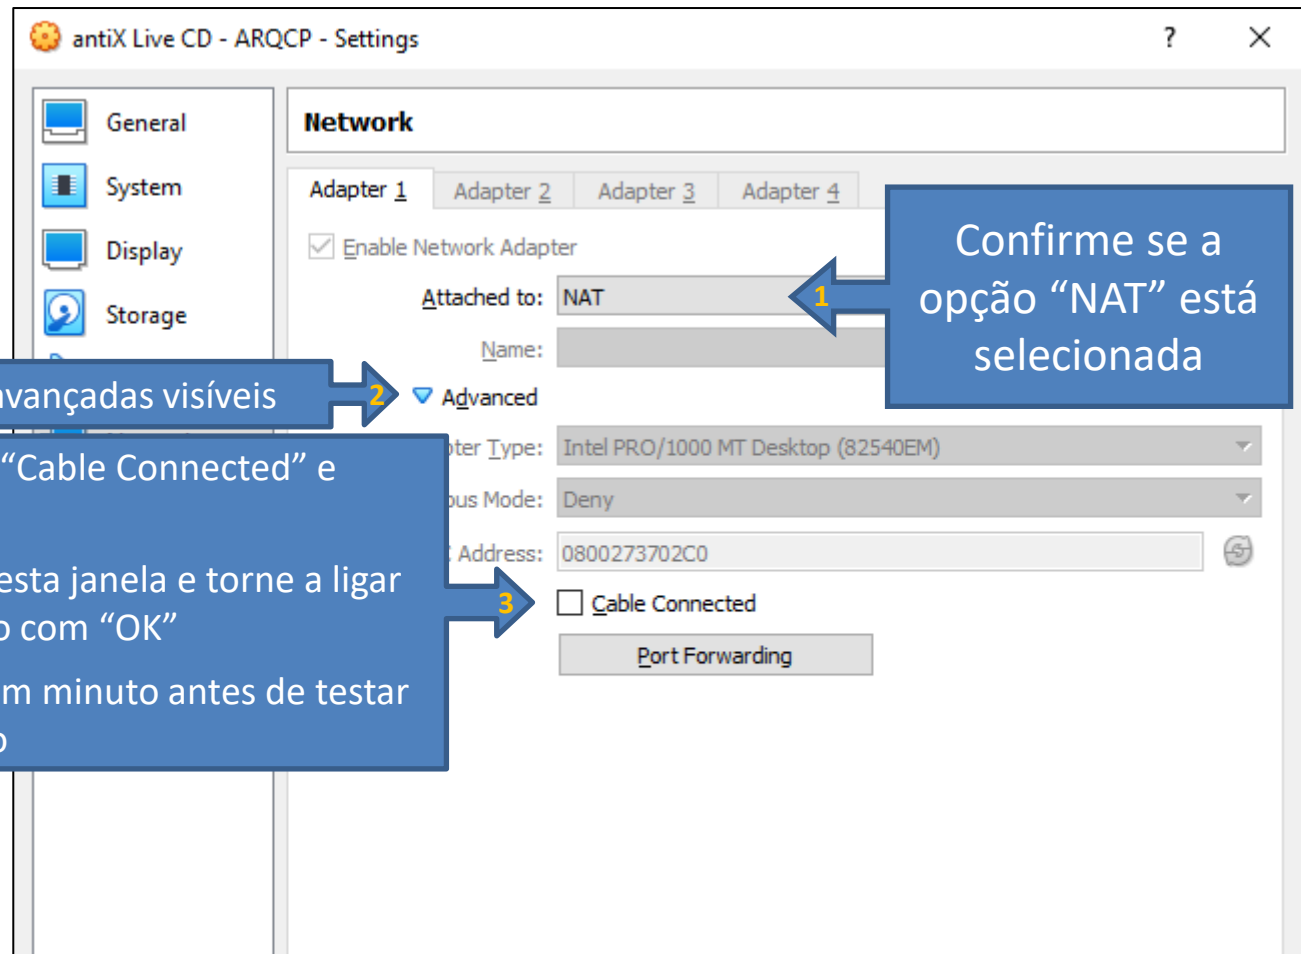 antiX Live CD - ARQCP - Settings ?
General
System
Display
Storage
Network
Adapter 1 Adapter 2 Adapter 3 Adapter 4
Enable Network Adapter
Attached to: NAT
Name:
Advanced
Type: Intel PRO/1000 MT Desktop (82540EM)
Mode: Deny
Address: 0800273702C0
Cable Connected
Port Forwarding
1
Confirme se a
opção “NAT” está
selecionada
avançadas visíveis
2
“Cable Connected” e
esta janela e torne a ligar
com “OK”
minuto antes de testar
3